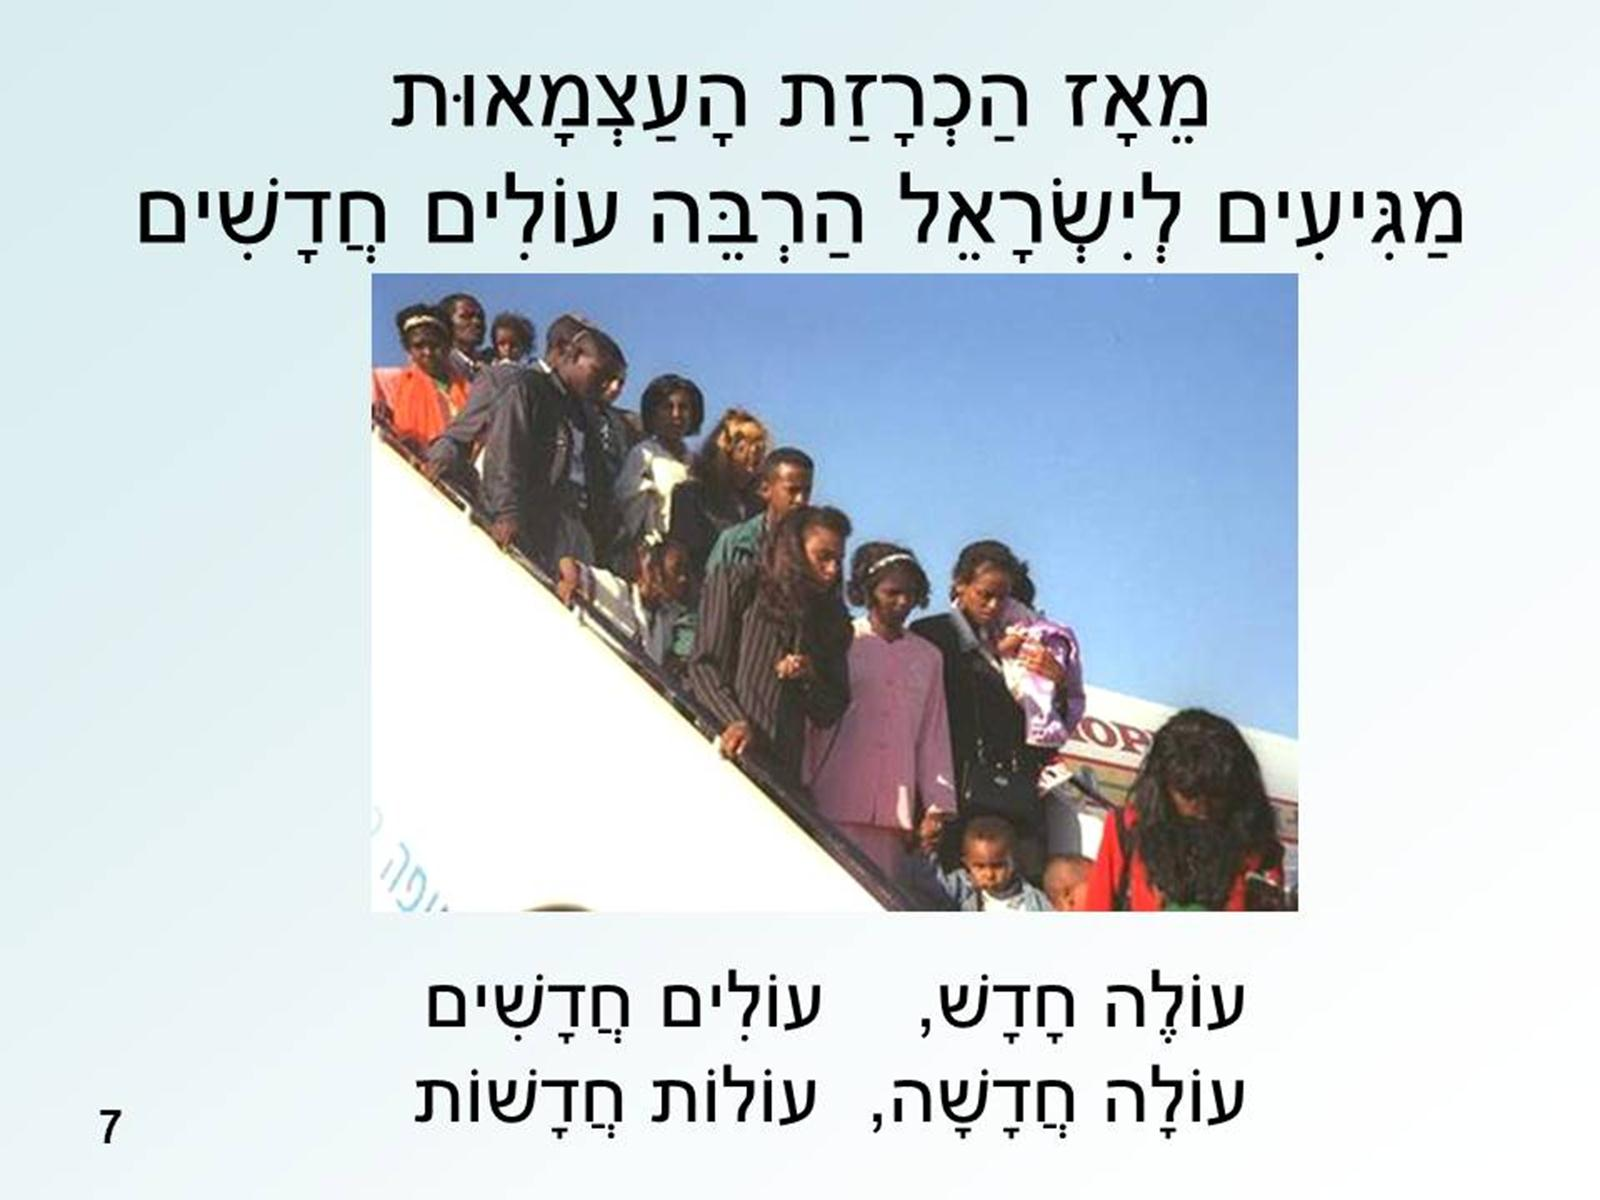 מֵאָז הַכְרָזַת הָעַצְמָאוּת
מַגִּיעִים לְיִשְׂרָאֵל הַרְבֵּה עוֹלִים חֲדָשִׁים
עוֹלֶה חָדָשׁ, עוֹלִים חֲדָשִׁים
עוֹלָה חֲדָשָׁה, עוֹלוֹת חֲדָשׁוֹת
7